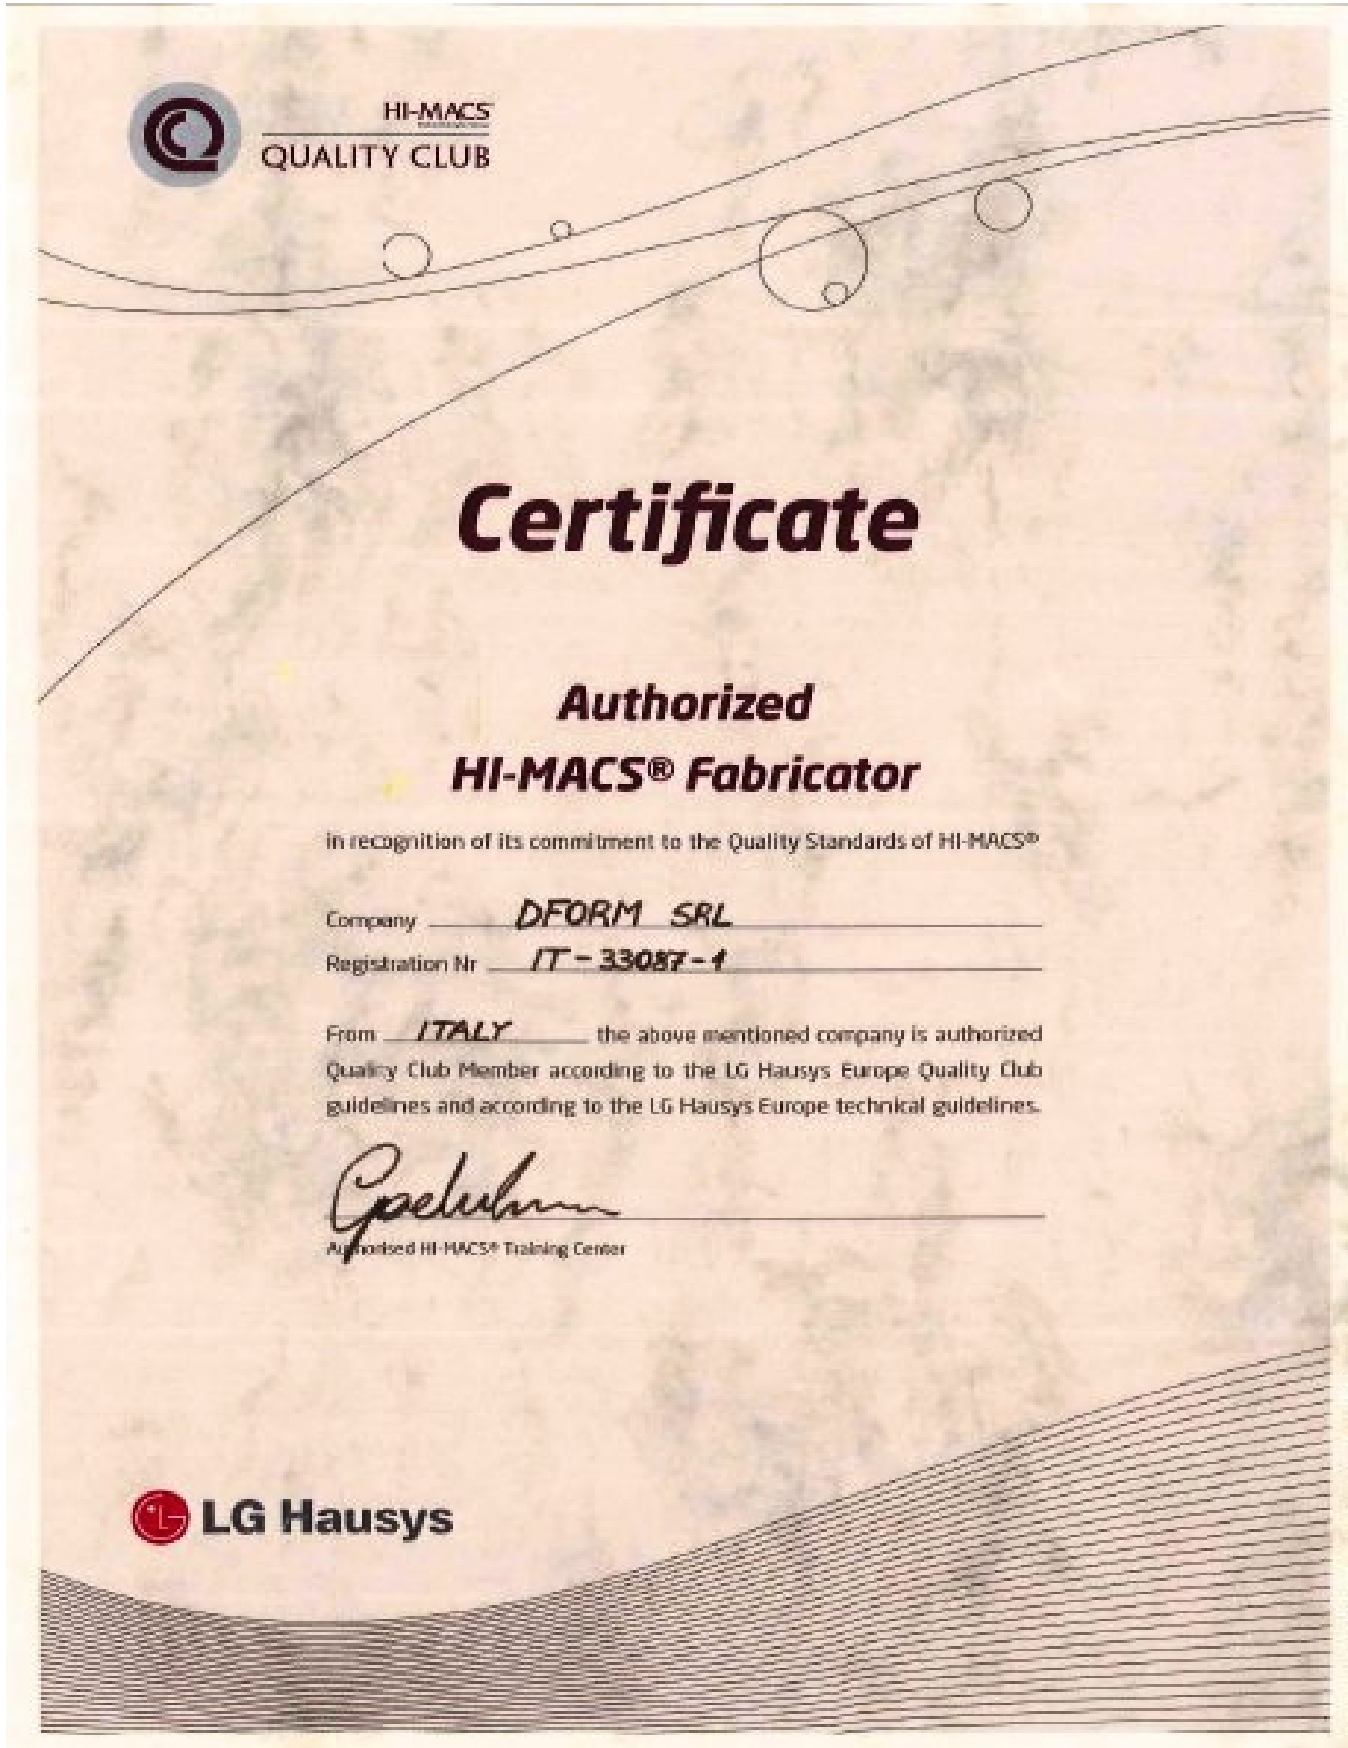 HI-MACS
QUALITY CLUB
Certificate
Authorized
HI-MACS® Fabricator
in recognition of its commitment to the Quality Standards of HI-MACS®
Company DFORM SRL
Registration Nr IT-33087-1
From ITALY the above mentioned company is authorized
Quality Club Member according to the LG Hausys Europe Quality Club
guidelines and according to the LG Hausys Europe technical guidelines.
Authorised HI-MACS® Training Center
LG Hausys